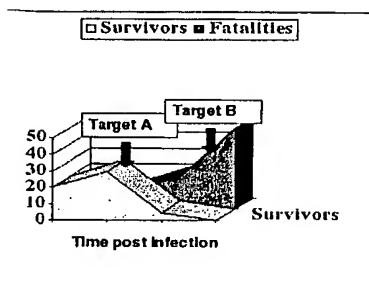 Survivors Fatalities
Target A
Target B
50
40
30
20
10
0
Survivors
Time post Infection